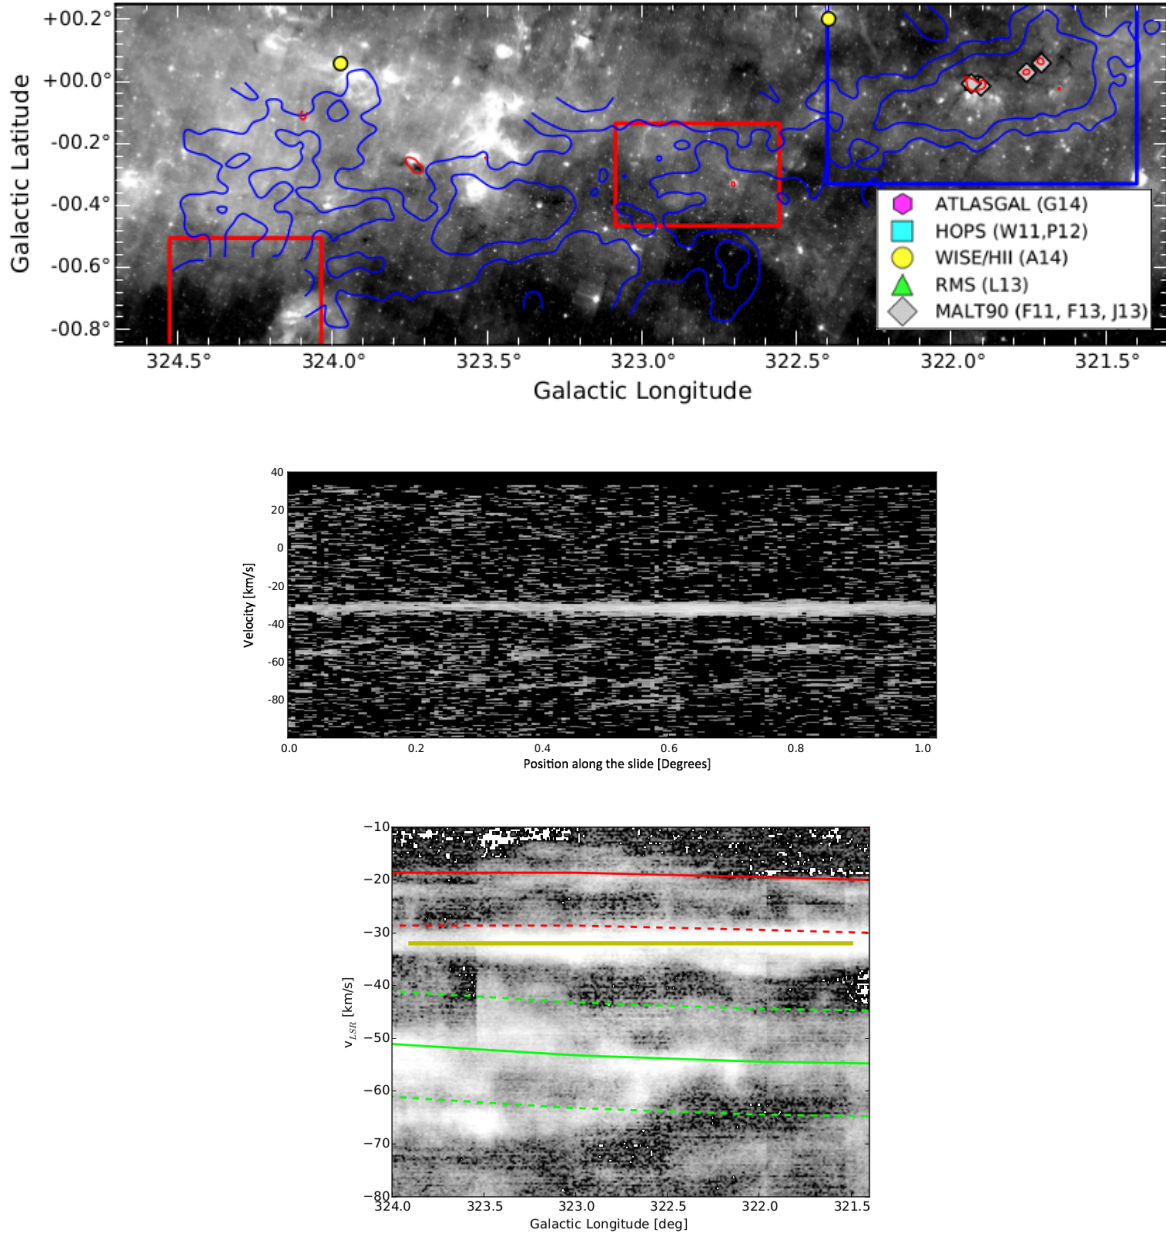 +00.2°
+00.0°
-00.2°
-00.4°
-00.6°
-00.8°
Galactic Latitude
324.5° 324.0° 323.5° 323.0° 322.5° 322.0° 321.5°
Galactic Longitude
ATLASGAL (G14)
HOPS (W11,P12)
WISE/HII (A14)
RMS (L13)
MALT90 (F11, F13, J13)
40
20
0
-20
-40
-60
-80
Velocity [km/s]
0.0 0.2 0.4 0.6 0.8 1.0
Position along the slide [Degrees]
−10
−20
−30
−40
−50
−60
−70
−80
v_LSR [km/s]
324.0 323.5 323.0 322.5 322.0 321.5
Galactic Longitude [deg]